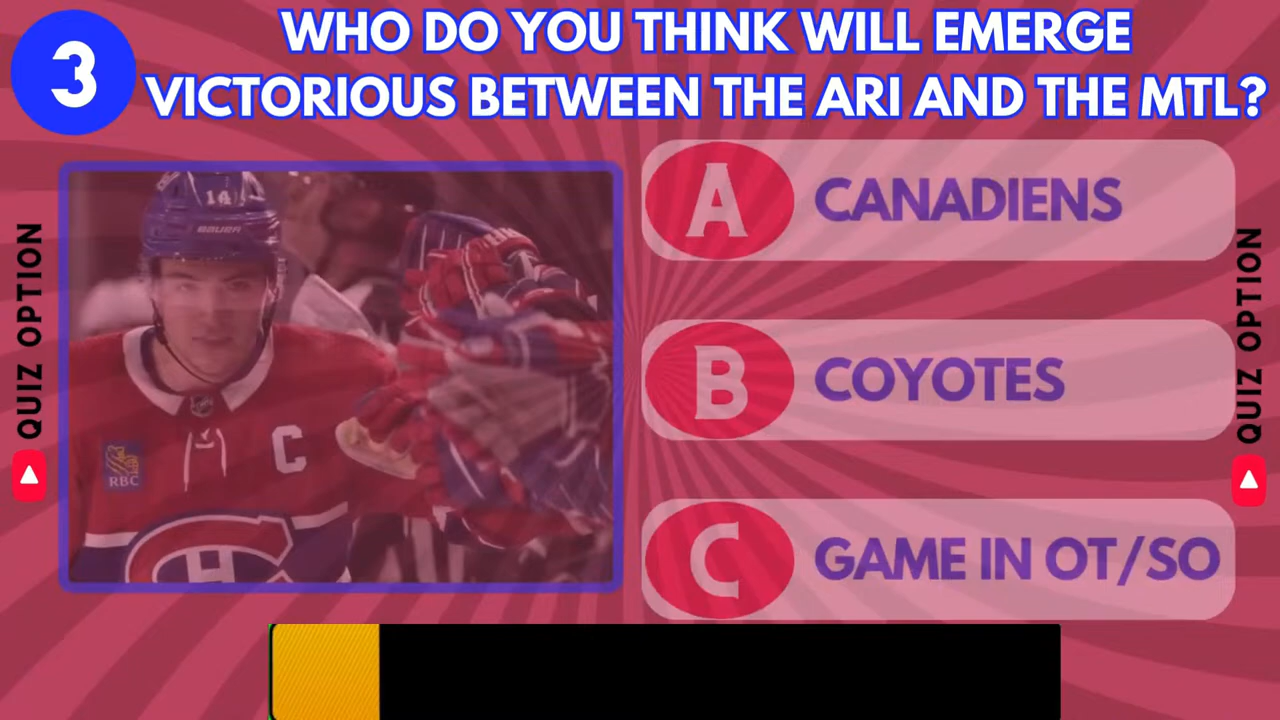 3
WHO DO YOU THINK WILL EMERGE
VICTORIOUS BETWEEN THE ARI AND THE MTL?
QUIZ OPTION
14
BAUER
C
RBC
H
A CANADIENS
B COYOTES
C GAME IN OT/SO
QUIZ OPTION